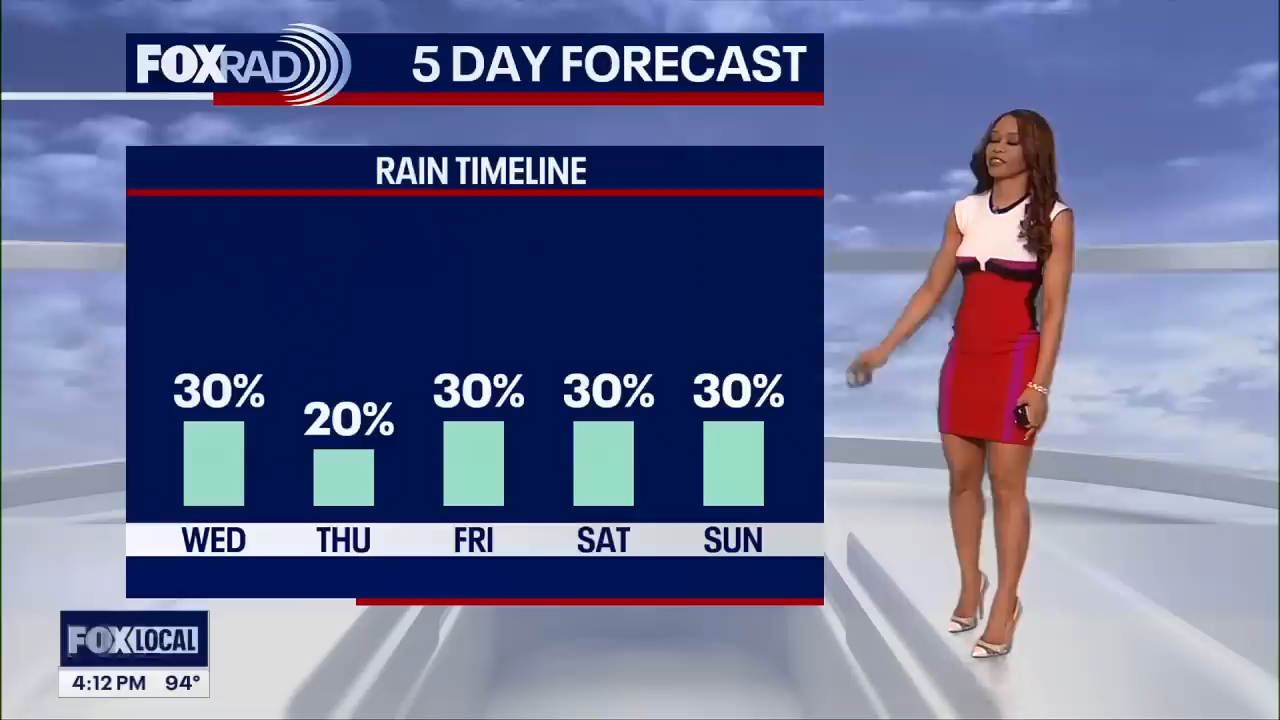 FOXRAD
5 DAY FORECAST
RAIN TIMELINE
30% 20% 30% 30% 30%
WED THU FRI SAT SUN
FOX LOCAL
4:12 PM 94°